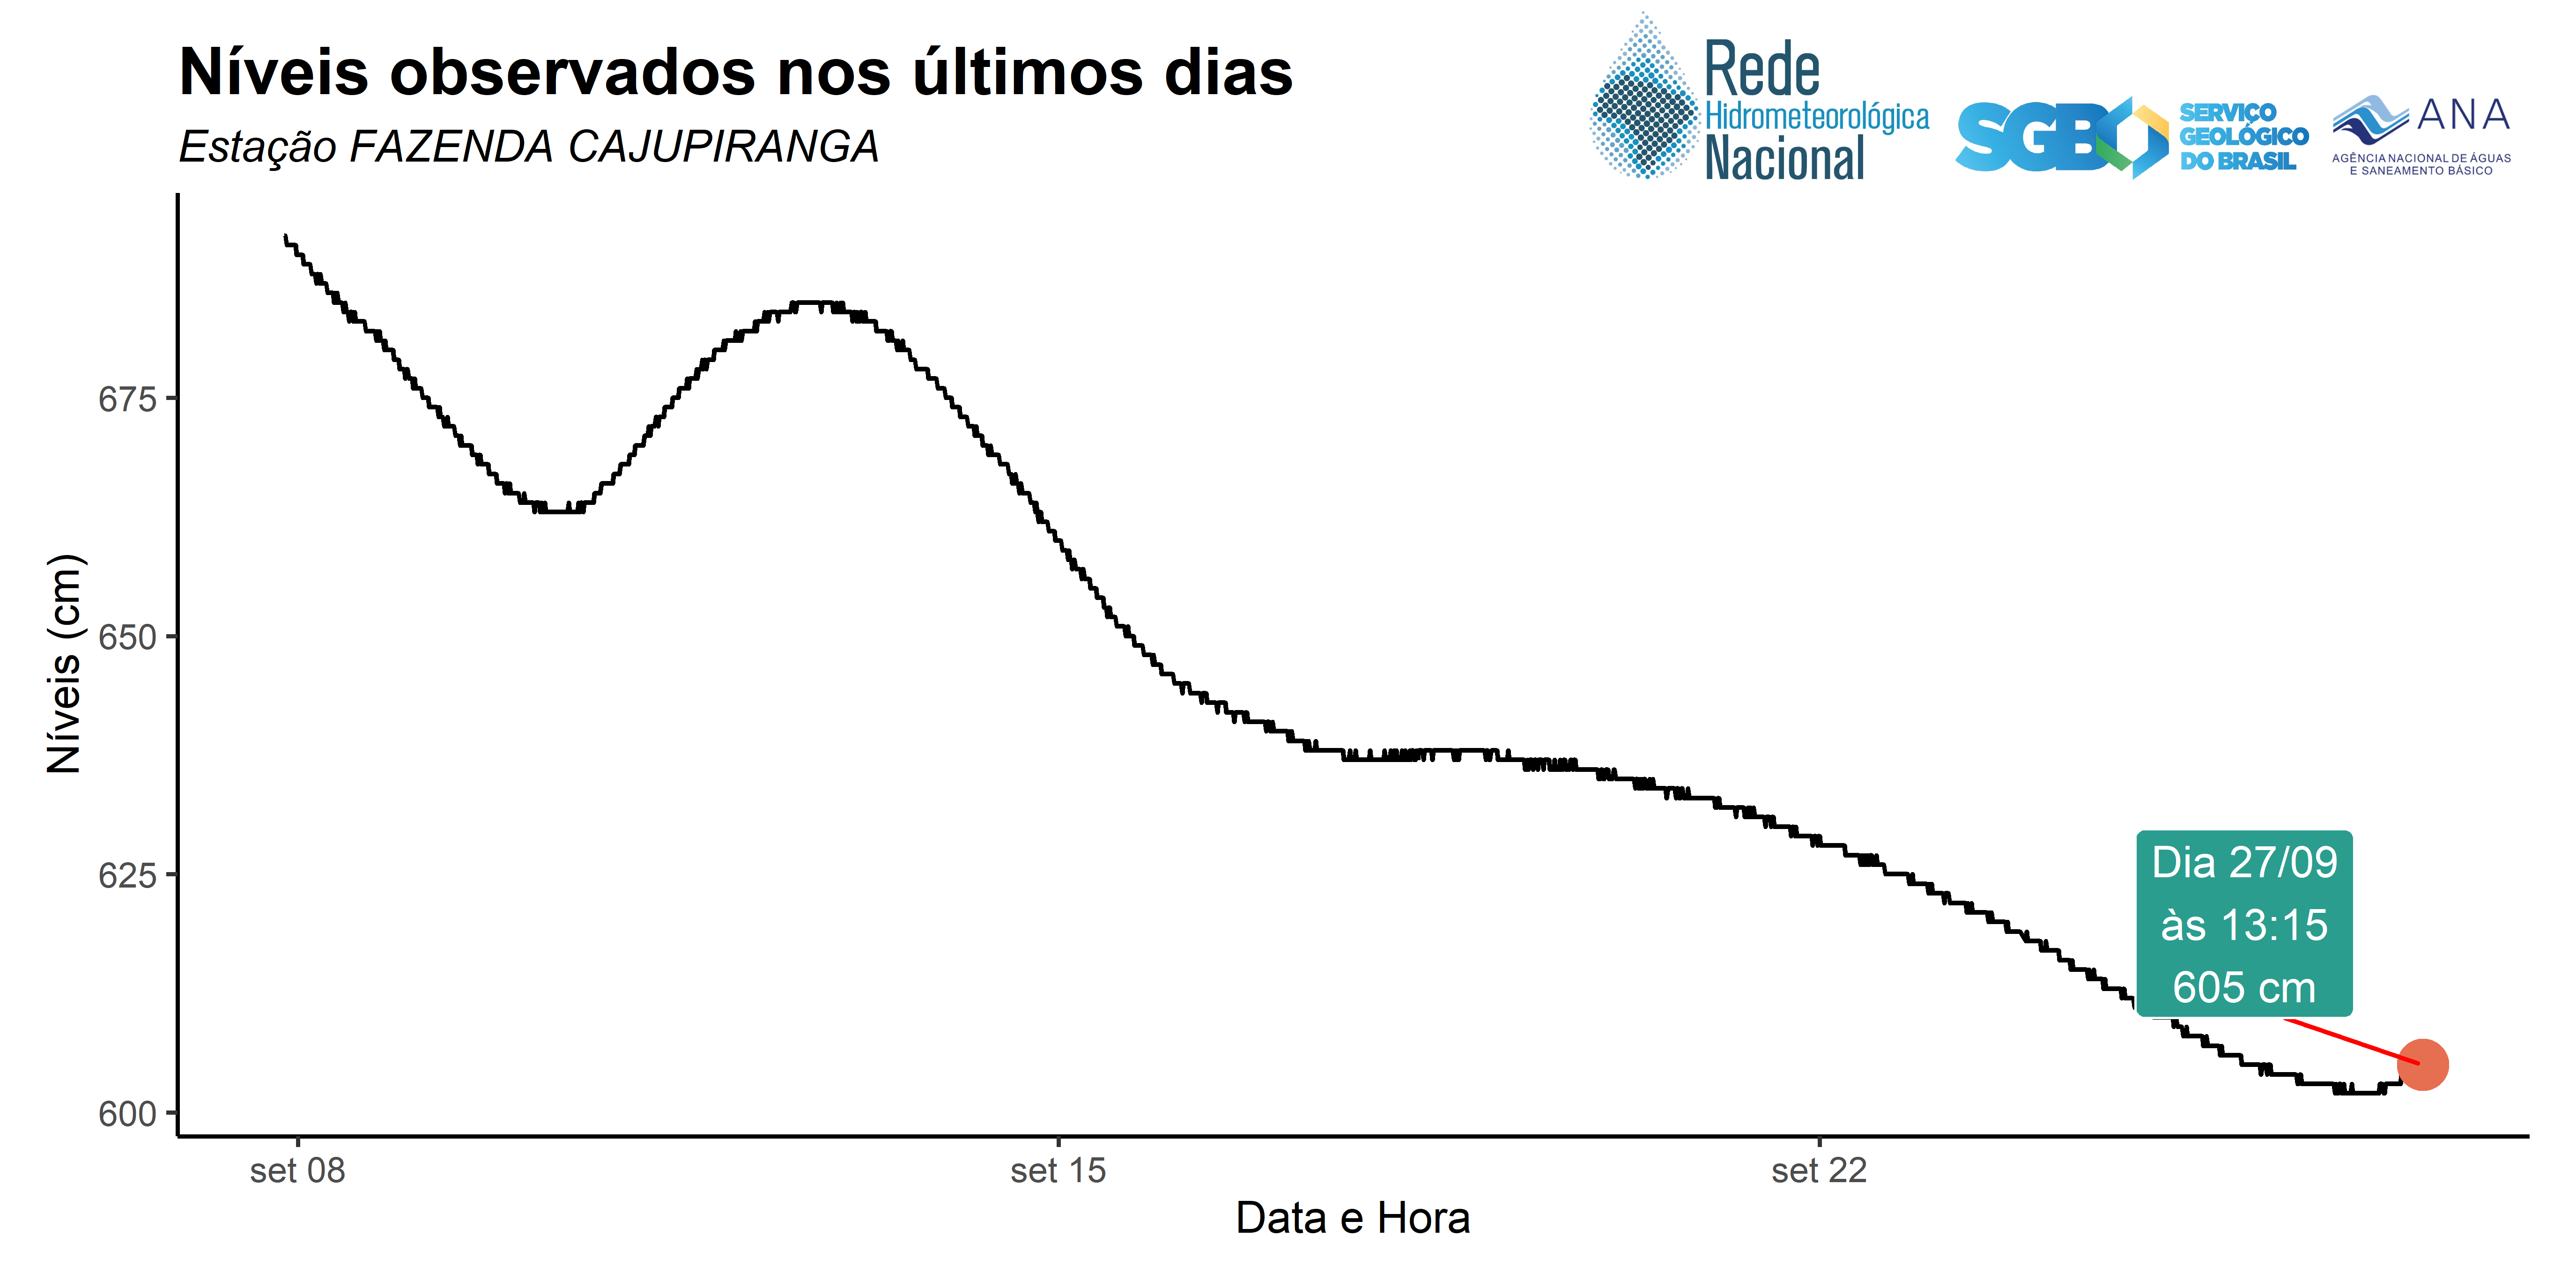 Níveis observados nos últimos dias
Estação FAZENDA CAJUPIRANGA
Rede
Hidrometeorológica
Nacional
SGB
SERVIÇO
GEOLÓGICO
DO BRASIL
ANA
AGÊNCIA NACIONAL DE ÁGUAS
E SANEAMENTO BÁSICO
Níveis (cm)
675
650
625
600
Dia 27/09
às 13:15
605 cm
set 08
set 15
set 22
Data e Hora